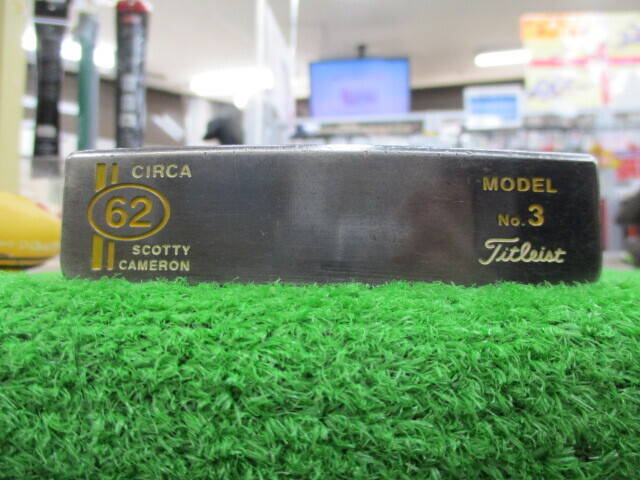 CIRCA
62
SCOTTY
CAMERON
MODEL
No.3
Titleist